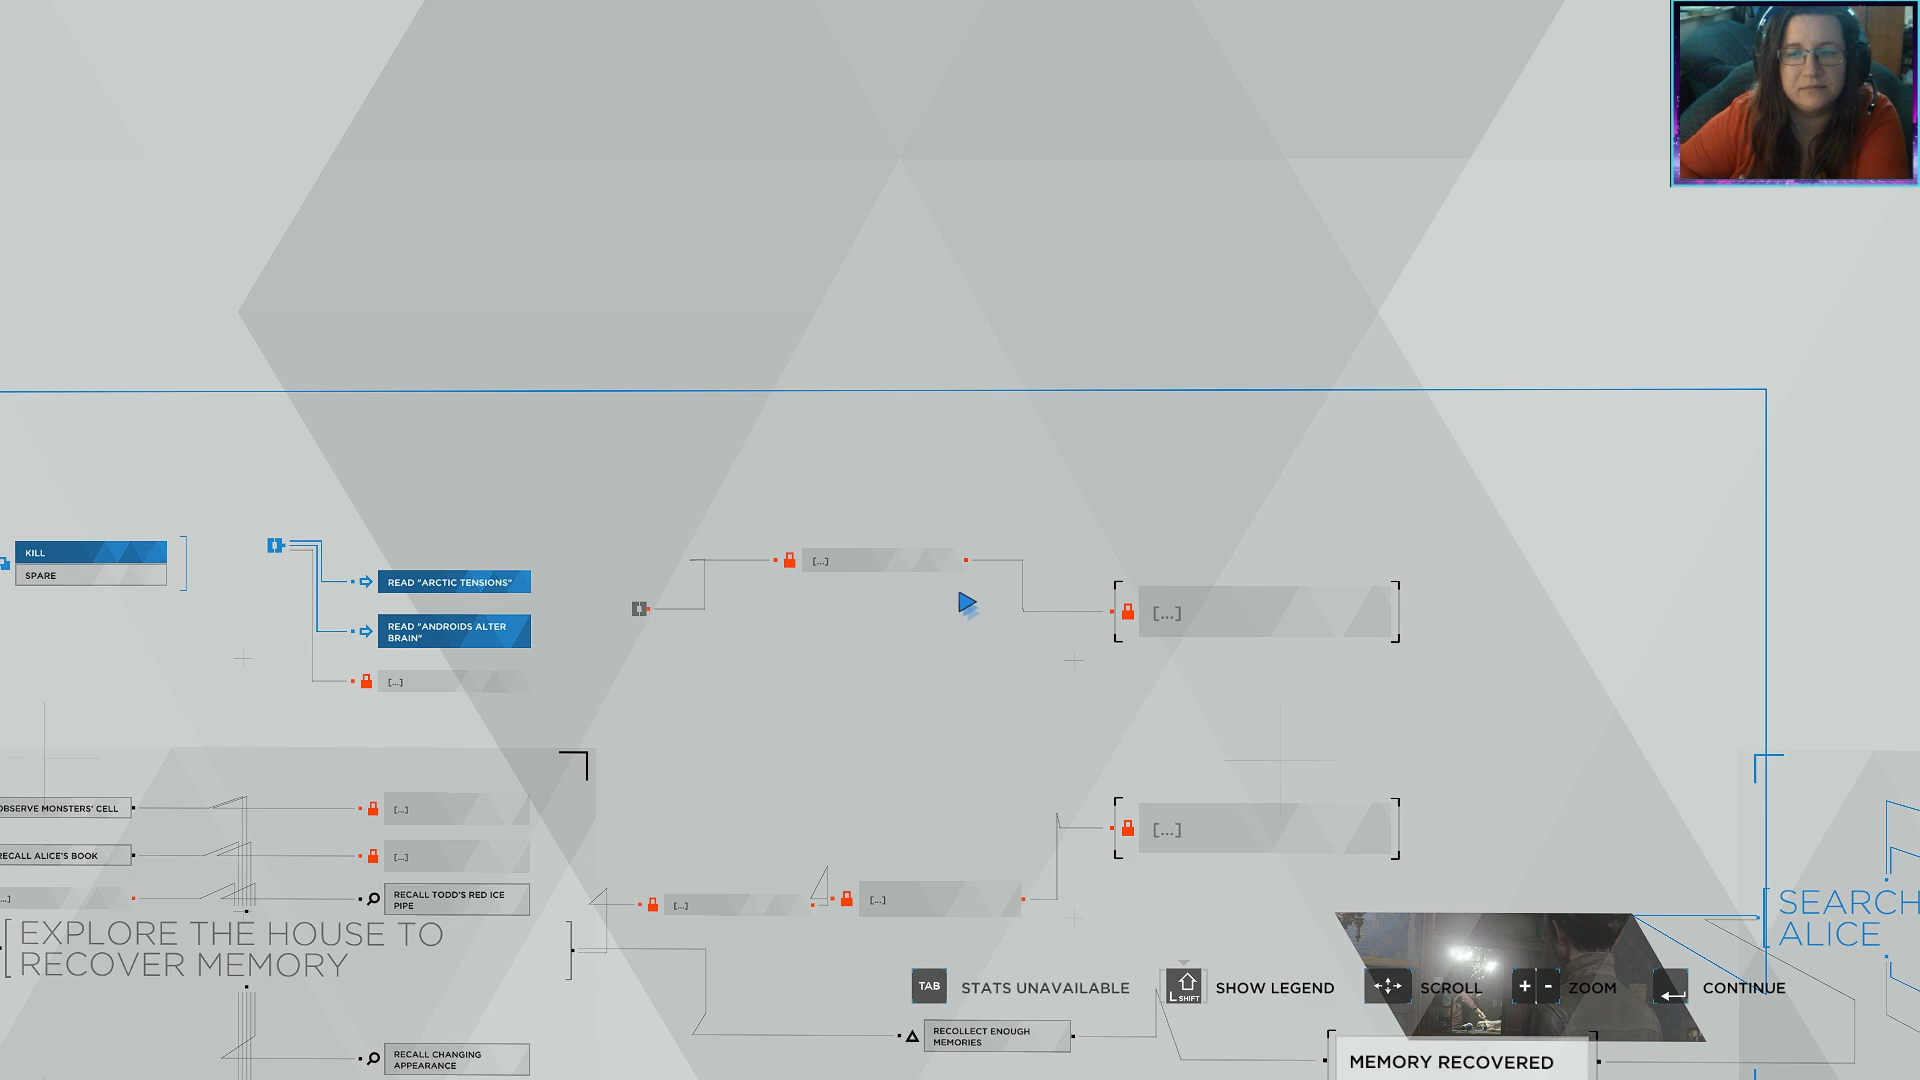 KILL
SPARE
READ "ARCTIC TENSIONS"
READ "ANDROIDS ALTER
BRAIN"
[...]
[...]
[...]
[...]
OBSERVE MONSTERS' CELL
[...]
RECALL ALICE'S BOOK
[...]
...]
RECALL TODD'S RED ICE
PIPE
[...]
[...]
EXPLORE THE HOUSE TO
RECOVER MEMORY
SEARCH
ALICE
TAB STATS UNAVAILABLE
L SHIFT SHOW LEGEND
SCROLL
+ - ZOOM
CONTINUE
RECOLLECT ENOUGH
MEMORIES
RECALL CHANGING
APPEARANCE
MEMORY RECOVERED